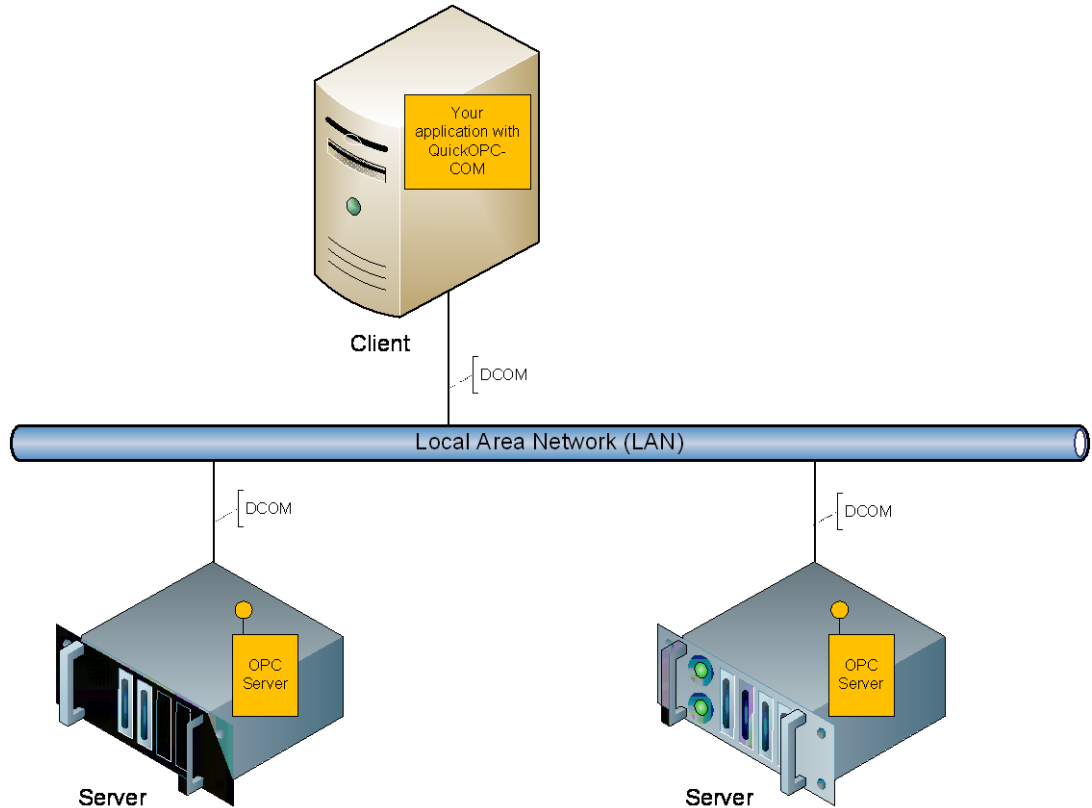 Your
application with
QuickOPC-
COM
Client
DCOM
Local Area Network (LAN)
DCOM
DCOM
OPC
Server
OPC
Server
Server
Server